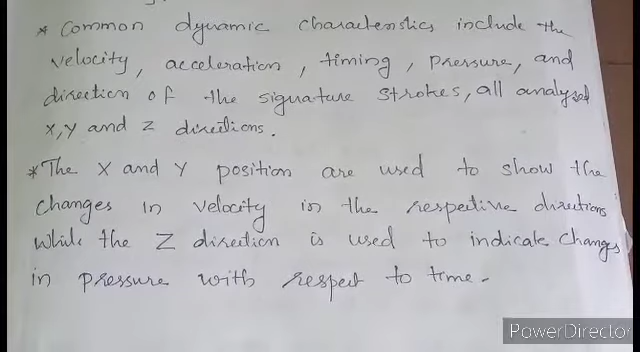 * Common dynamic characteristics include the
velocity, acceleration, timing, pressure, and
direction of the signature strokes, all analyzed
X, Y and Z directions.
* The X and Y position are used to show the
changes in velocity in the respective directions
while the Z direction is used to indicate changes
in pressure with respect to time.
PowerDirector